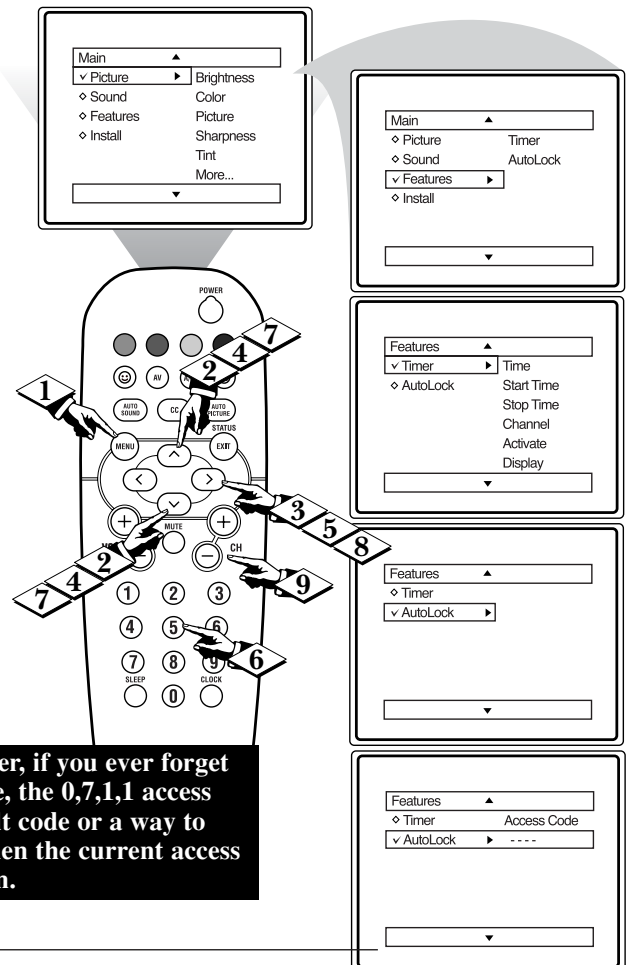 Main
Picture
Brightness
Sound
Color
Features
Picture
Install
Sharpness
Tint
More...
Main
Picture
Timer
Sound
AutoLock
Features
Install
Features
Timer
Time
AutoLock
Start Time
Stop Time
Channel
Activate
Display
Features
Timer
AutoLock
Features
Timer
Access Code
AutoLock
- - - -
POWER
7
4
2
1
AV
AUTO SOUND
CC
AUTO PICTURE
STATUS
MENU
EXIT
3
5
8
MUTE
CH
2
4
7
9
1
2
3
4
5
6
6
7
8
9
SLEEP
0
CLOCK
er, if you ever forget
e, the 0,7,1,1 access
t code or a way to
en the current access
n.